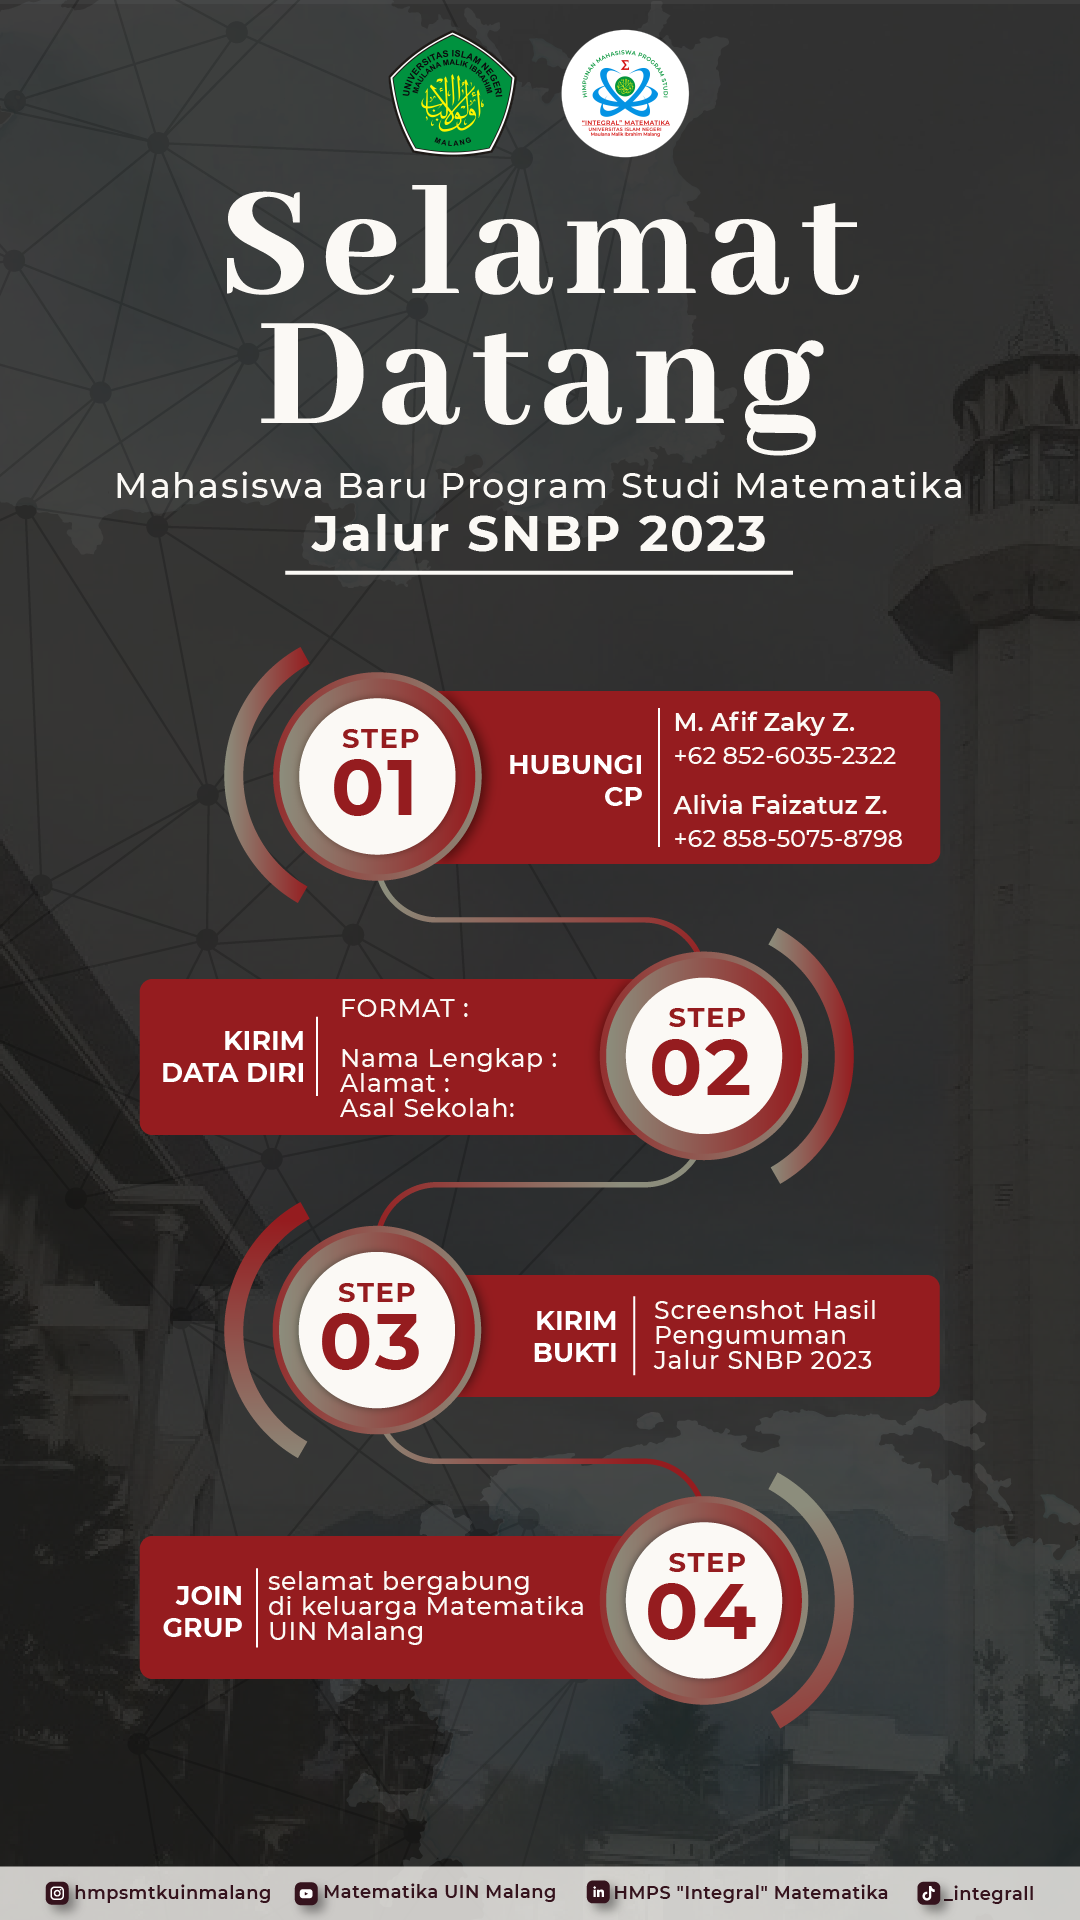 UNIVERSITAS ISLAM NEGERI
MAULANA MALIK IBRAHIM
MALANG
HIMPUNAN MAHASISWA PROGRAM STUDI
Σ
"INTEGRAL" MATEMATIKA
UNIVERSITAS ISLAM NEGERI
Maulana Malik Ibrahim Malang
Selamat
Datang
Mahasiswa Baru Program Studi Matematika
Jalur SNBP 2023
STEP
01
HUBUNGI
CP
M. Afif Zaky Z.
+62 852-6035-2322
Alivia Faizatuz Z.
+62 858-5075-8798
KIRIM
DATA DIRI
FORMAT :
Nama Lengkap :
Alamat :
Asal Sekolah:
STEP
02
STEP
03
KIRIM
BUKTI
Screenshot Hasil
Pengumuman
Jalur SNBP 2023
JOIN
GRUP
selamat bergabung
di keluarga Matematika
UIN Malang
STEP
04
hmpsmtkuinmalang
Matematika UIN Malang
in
HMPS "Integral" Matematika
_integrall